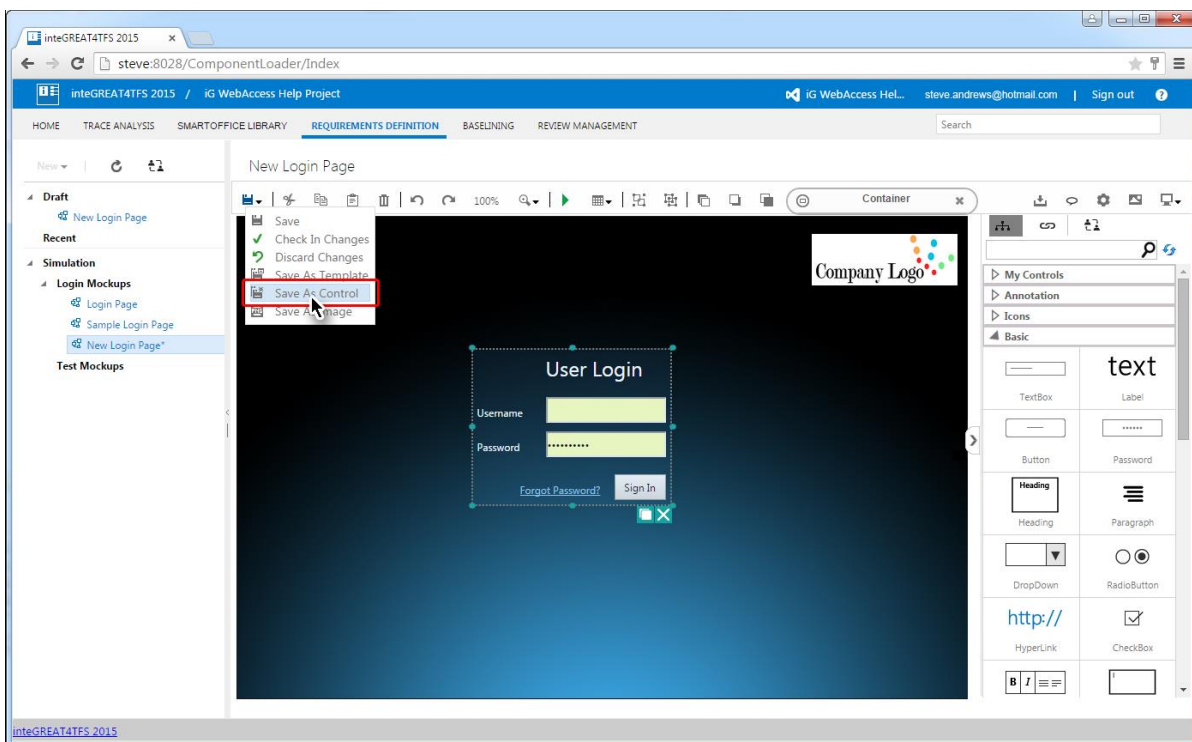 inteGREAT4TFS 2015
steve:8028/ComponentLoader/Index
inteGREAT4TFS 2015 / iG WebAccess Help Project
iG WebAccess Hel... steve.andrews@hotmail.com | Sign out ?
HOME TRACE ANALYSIS SMARTOFFICE LIBRARY REQUIREMENTS DEFINITION BASELINING REVIEW MANAGEMENT Search
New
New Login Page
Draft
New Login Page
Recent
Simulation
Login Mockups
Login Page
Sample Login Page
New Login Page*
Test Mockups
100%
Container
Save
Check In Changes
Discard Changes
Save As Template
Save As Control
Save As Image
Company Logo
User Login
Username
Password
••••••••••
Forgot Password? Sign In
My Controls
Annotation
Icons
Basic
text
TextBox Label
Button Password
Heading
Heading Paragraph
DropDown RadioButton
http://
HyperLink CheckBox
B I
inteGREAT4TFS 2015